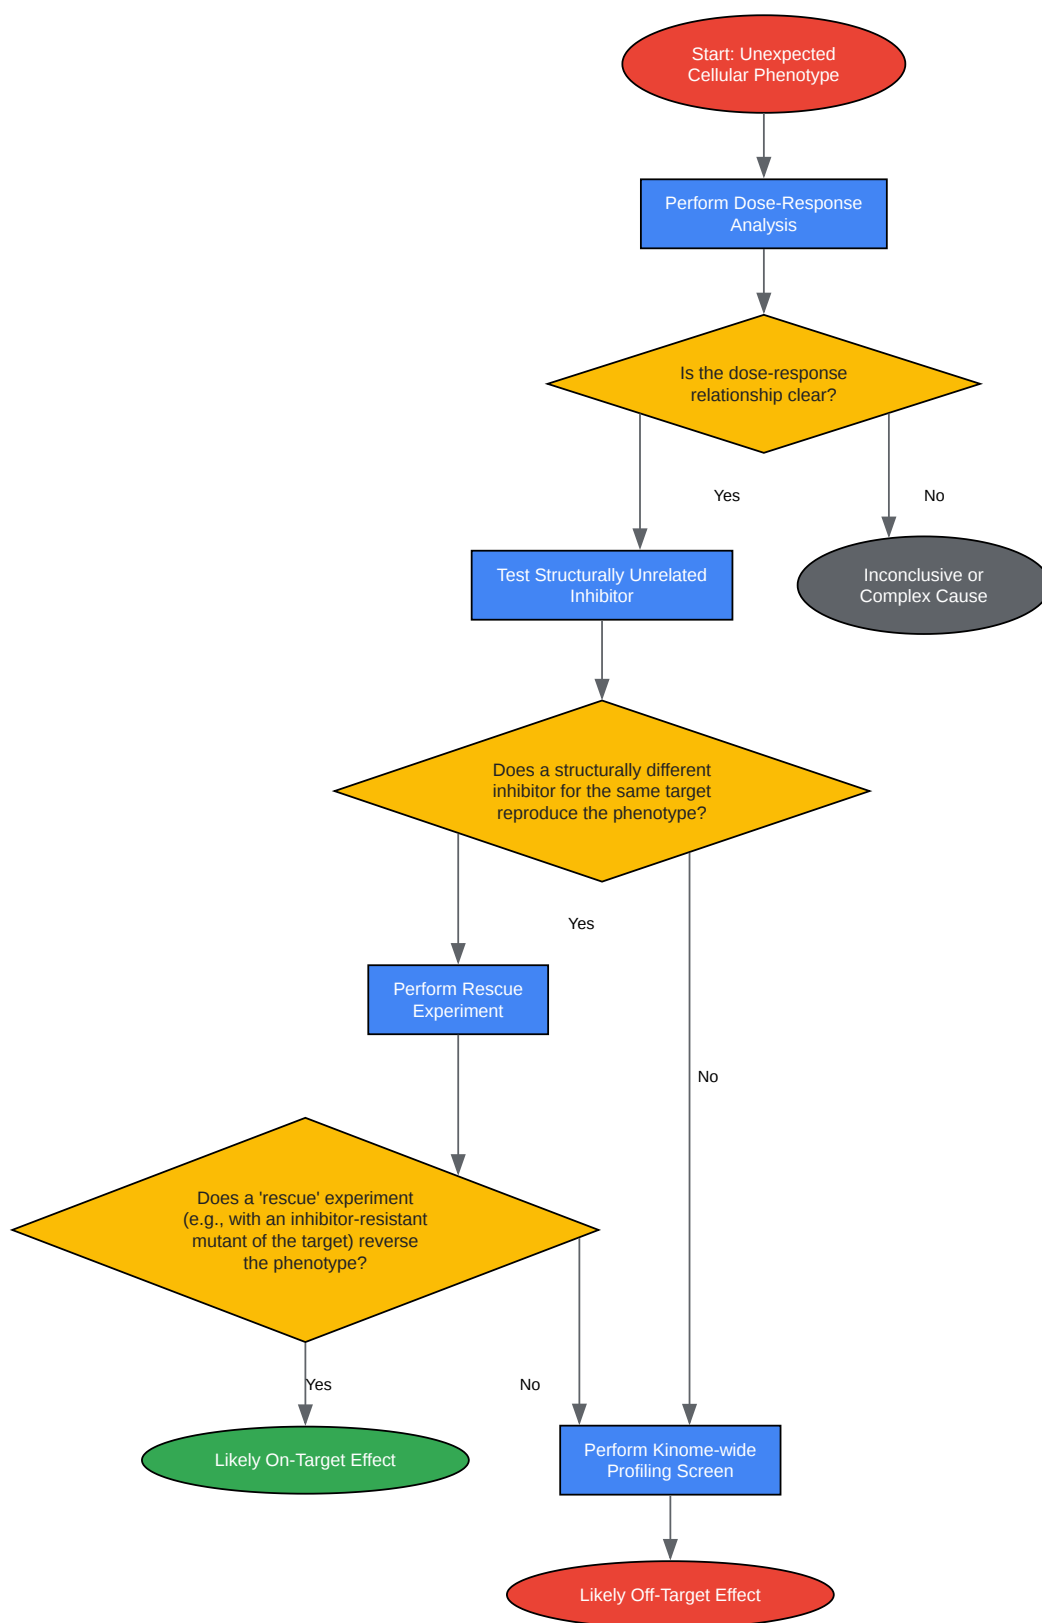 Start: Unexpected
Cellular Phenotype
Perform Dose-Response
Analysis
Is the dose-response
relationship clear?
Yes
No
Test Structurally Unrelated
Inhibitor
Inconclusive or
Complex Cause
Does a structurally different
inhibitor for the same target
reproduce the phenotype?
Yes
Perform Rescue
Experiment
No
Does a 'rescue' experiment
(e.g., with an inhibitor-resistant
mutant of the target) reverse
the phenotype?
Yes
No
Likely On-Target Effect
Perform Kinome-wide
Profiling Screen
Likely Off-Target Effect